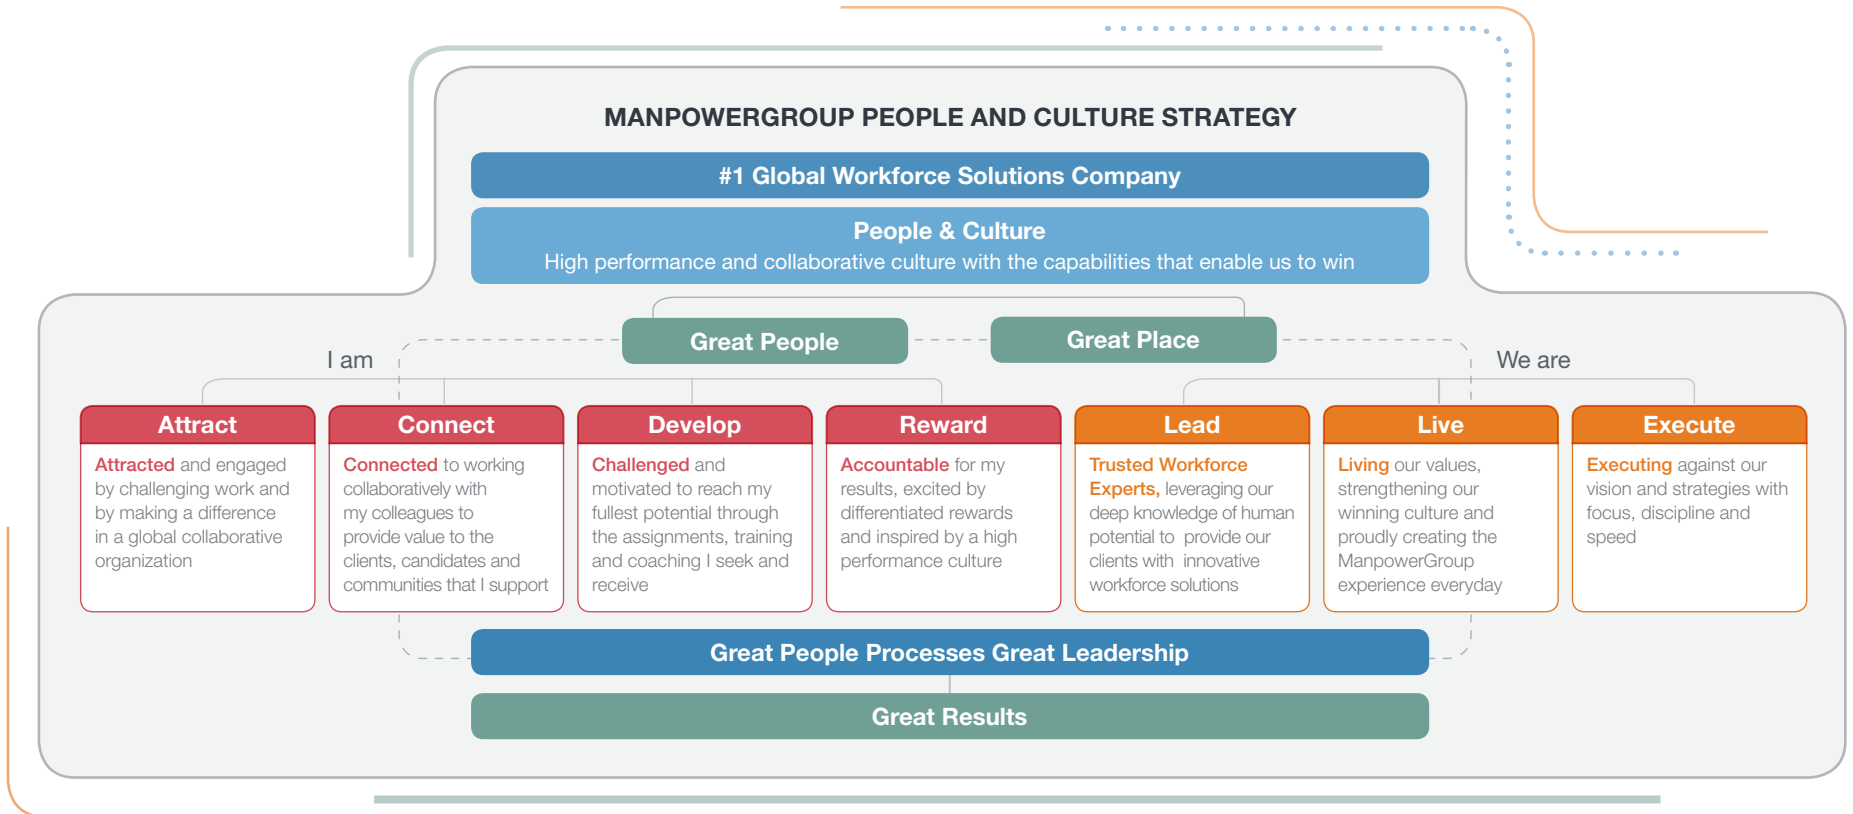 MANPOWERGROUP PEOPLE AND CULTURE STRATEGY
#1 Global Workforce Solutions Company
People & Culture
High performance and collaborative culture with the capabilities that enable us to win
Great People
Great Place
I am
We are
Attract
Attracted and engaged
by challenging work and
by making a difference
in a global collaborative
organization
Connect
Connected to working
collaboratively with
my colleagues to
provide value to the
clients, candidates and
communities that I support
Develop
Challenged and
motivated to reach my
fullest potential through
the assignments, training
and coaching I seek and
receive
Reward
Accountable for my
results, excited by
differentiated rewards
and inspired by a high
performance culture
Lead
Trusted Workforce
Experts, leveraging our
deep knowledge of human
potential to provide our
clients with innovative
workforce solutions
Live
Living our values,
strengthening our
winning culture and
proudly creating the
ManpowerGroup
experience everyday
Execute
Executing against our
vision and strategies with
focus, discipline and
speed
Great People Processes Great Leadership
Great Results